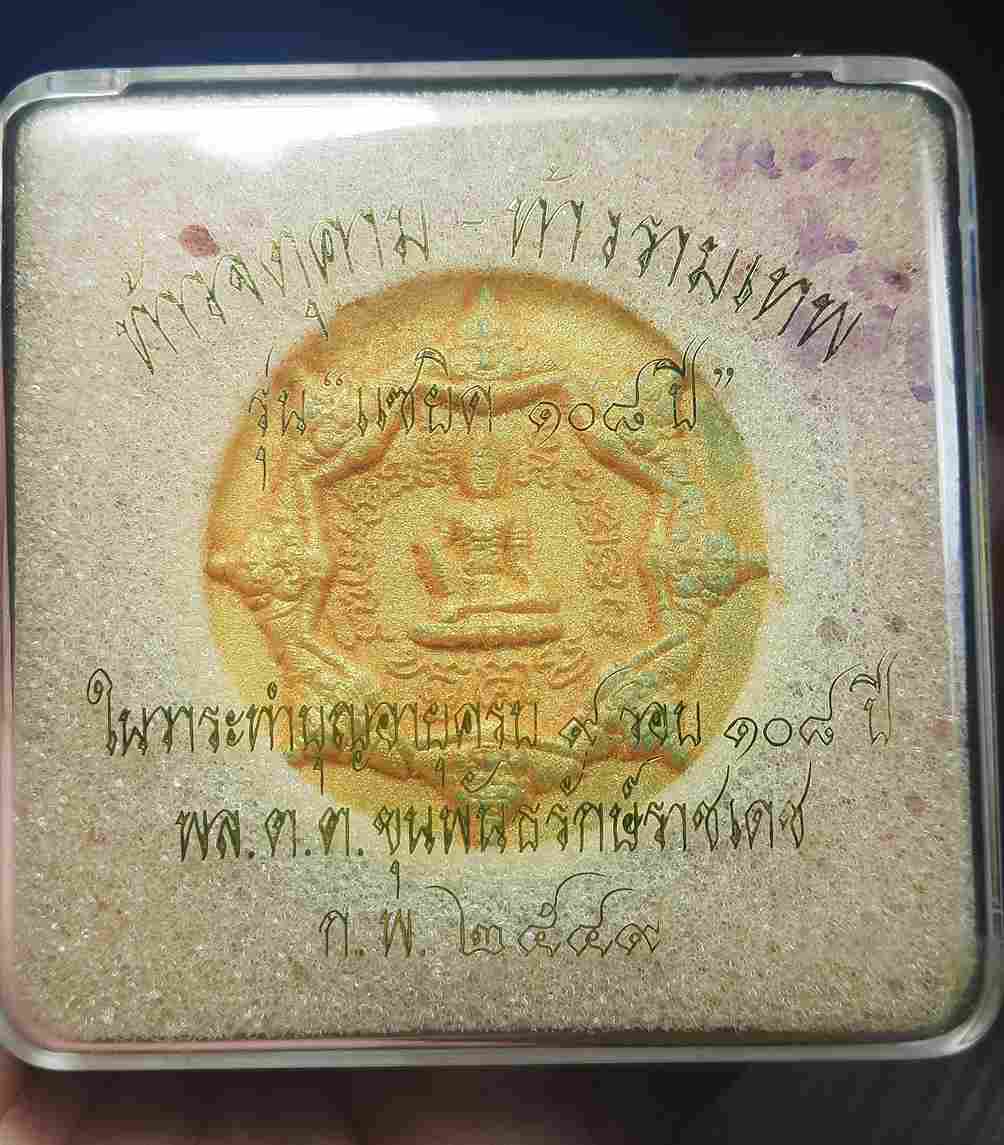 ท้าวจตุคาม - ท้าวรามเทพ
รุ่น “แซยิด ๑๐๘ ปี”
ในวาระทำบุญอายุครบ ๙ รอบ ๑๐๘ ปี
พล.ต.ต. ขุนพันธรักษ์ราชเดช
ก.พ. ๒๕๔๙